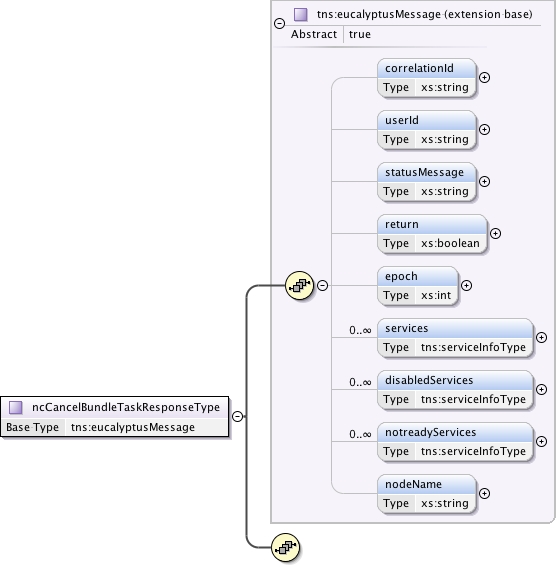 tns:eucalyptusMessage (extension base)
Abstract true
correlationId
Type xs:string
userId
Type xs:string
statusMessage
Type xs:string
return
Type xs:boolean
epoch
Type xs:int
0..∞ services
Type tns:serviceInfoType
0..∞ disabledServices
Type tns:serviceInfoType
0..∞ notreadyServices
Type tns:serviceInfoType
nodeName
Type xs:string
ncCancelBundleTaskResponseType
Base Type tns:eucalyptusMessage